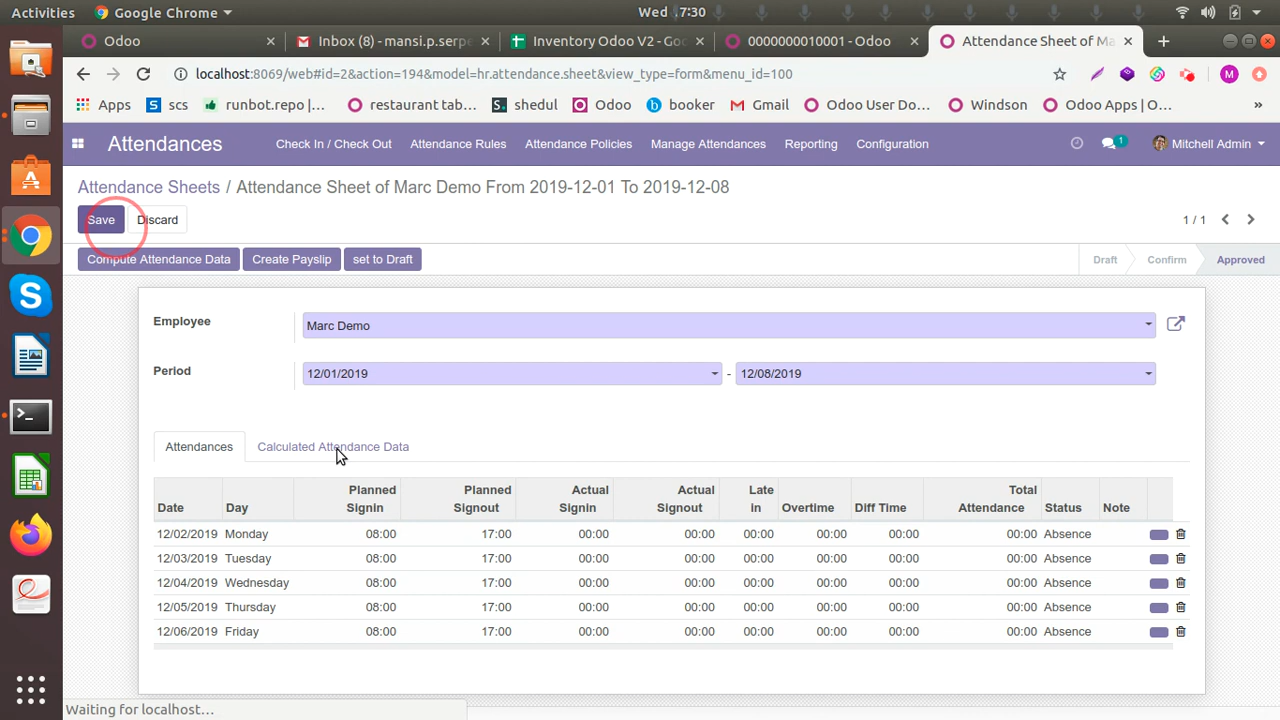 Activities Google Chrome Wed 17:30
Odoo Inbox (8) - mansi.p.serpe Inventory Odoo V2 - Goo 0000000010001 - Odoo Attendance Sheet of Ma
localhost:8069/web#id=2&action=194&model=hr.attendance.sheet&view_type=form&menu_id=100 M
Apps S scs runbot.repo |... restaurant tab... S. shedul Odoo b booker Gmail Odoo User Do... Windson Odoo Apps | O... »
Attendances Check In / Check Out Attendance Rules Attendance Policies Manage Attendances Reporting Configuration 1 Mitchell Admin
Attendance Sheets / Attendance Sheet of Marc Demo From 2019-12-01 To 2019-12-08
Save Discard 1 / 1
Compute Attendance Data Create Payslip set to Draft Draft Confirm Approved
Employee Marc Demo
Period 12/01/2019 - 12/08/2019
Attendances Calculated Attendance Data
Date Day Planned SignIn Planned Signout Actual SignIn Actual Signout Late In Overtime Diff Time Total Attendance Status Note
12/02/2019 Monday 08:00 17:00 00:00 00:00 00:00 00:00 00:00 00:00 Absence
12/03/2019 Tuesday 08:00 17:00 00:00 00:00 00:00 00:00 00:00 00:00 Absence
12/04/2019 Wednesday 08:00 17:00 00:00 00:00 00:00 00:00 00:00 00:00 Absence
12/05/2019 Thursday 08:00 17:00 00:00 00:00 00:00 00:00 00:00 00:00 Absence
12/06/2019 Friday 08:00 17:00 00:00 00:00 00:00 00:00 00:00 00:00 Absence
Waiting for localhost...